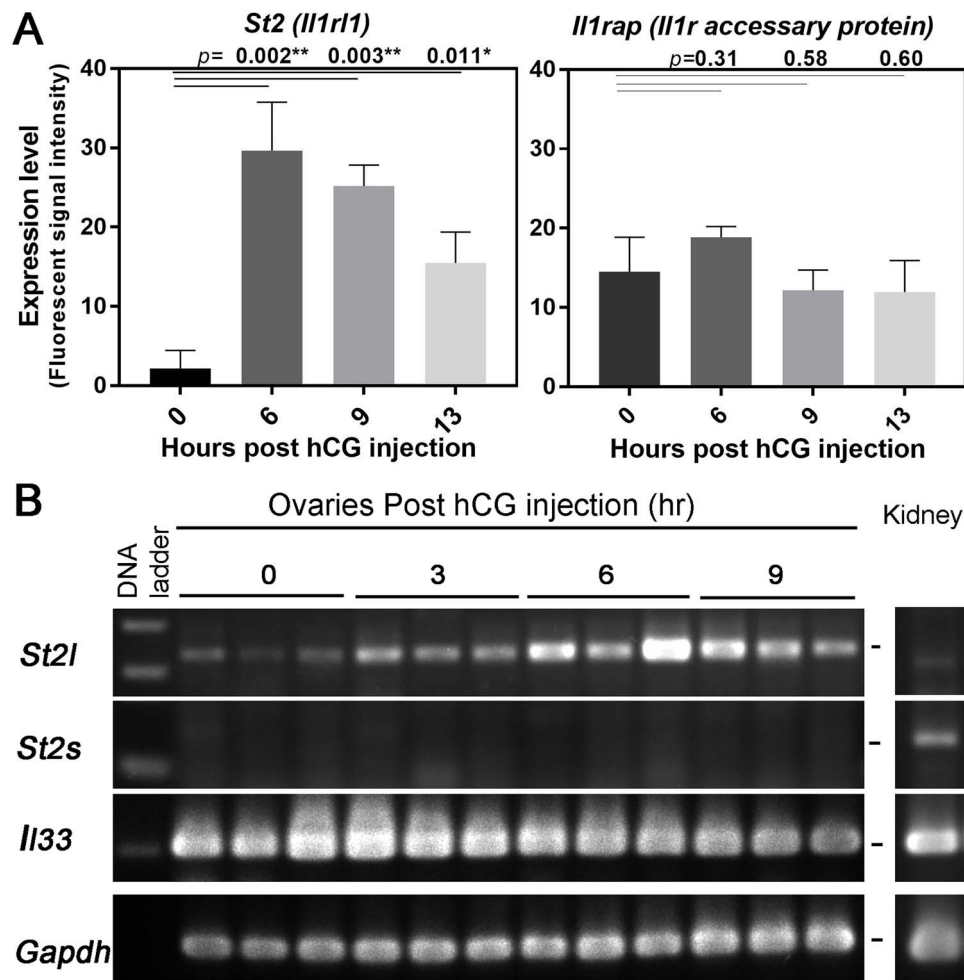 A
St2 (Il1rl1)
p= 0.002** 0.003** 0.011*
Expression level
(Fluorescent signal intensity)
40
30
20
10
0
0 6 9 13
Hours post hCG injection
Il1rap (Il1r accessary protein)
p=0.31 0.58 0.60
40
30
20
10
0
0 6 9 13
Hours post hCG injection
B
Ovaries Post hCG injection (hr)
Kidney
DNA
ladder
0 3 6 9
St2l
St2s
Il33
Gapdh